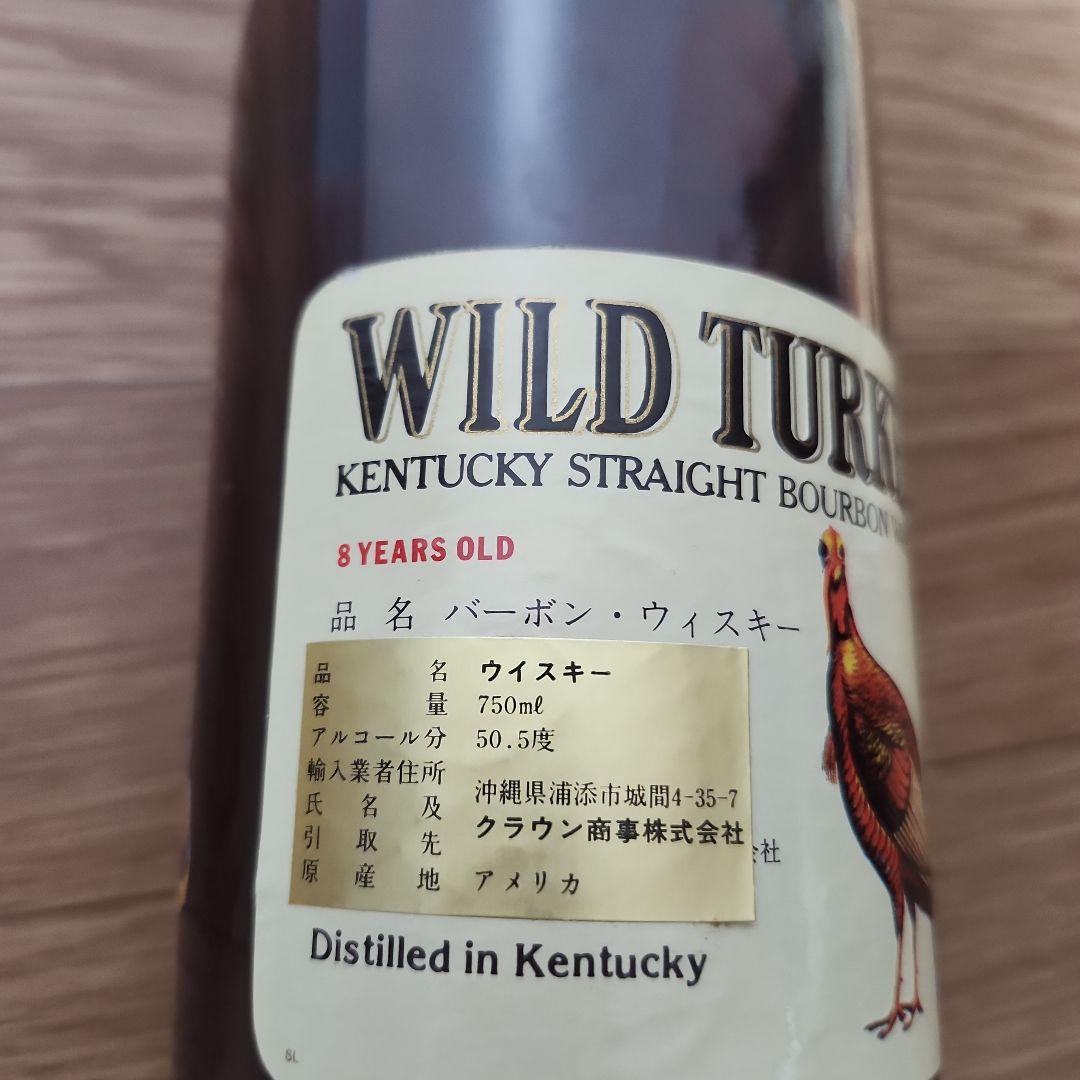 WILD TURK
KENTUCKY STRAIGHT BOURBON
8 YEARS OLD
品 名 バーボン・ウィスキー
品名 ウイスキー
容量 750mℓ
アルコール分 50.5度
輸入業者住所
氏名及 沖縄県浦添市城間4-35-7
引取先 クラウン商事株式会社
会社
原産地 アメリカ
Distilled in Kentucky
8L